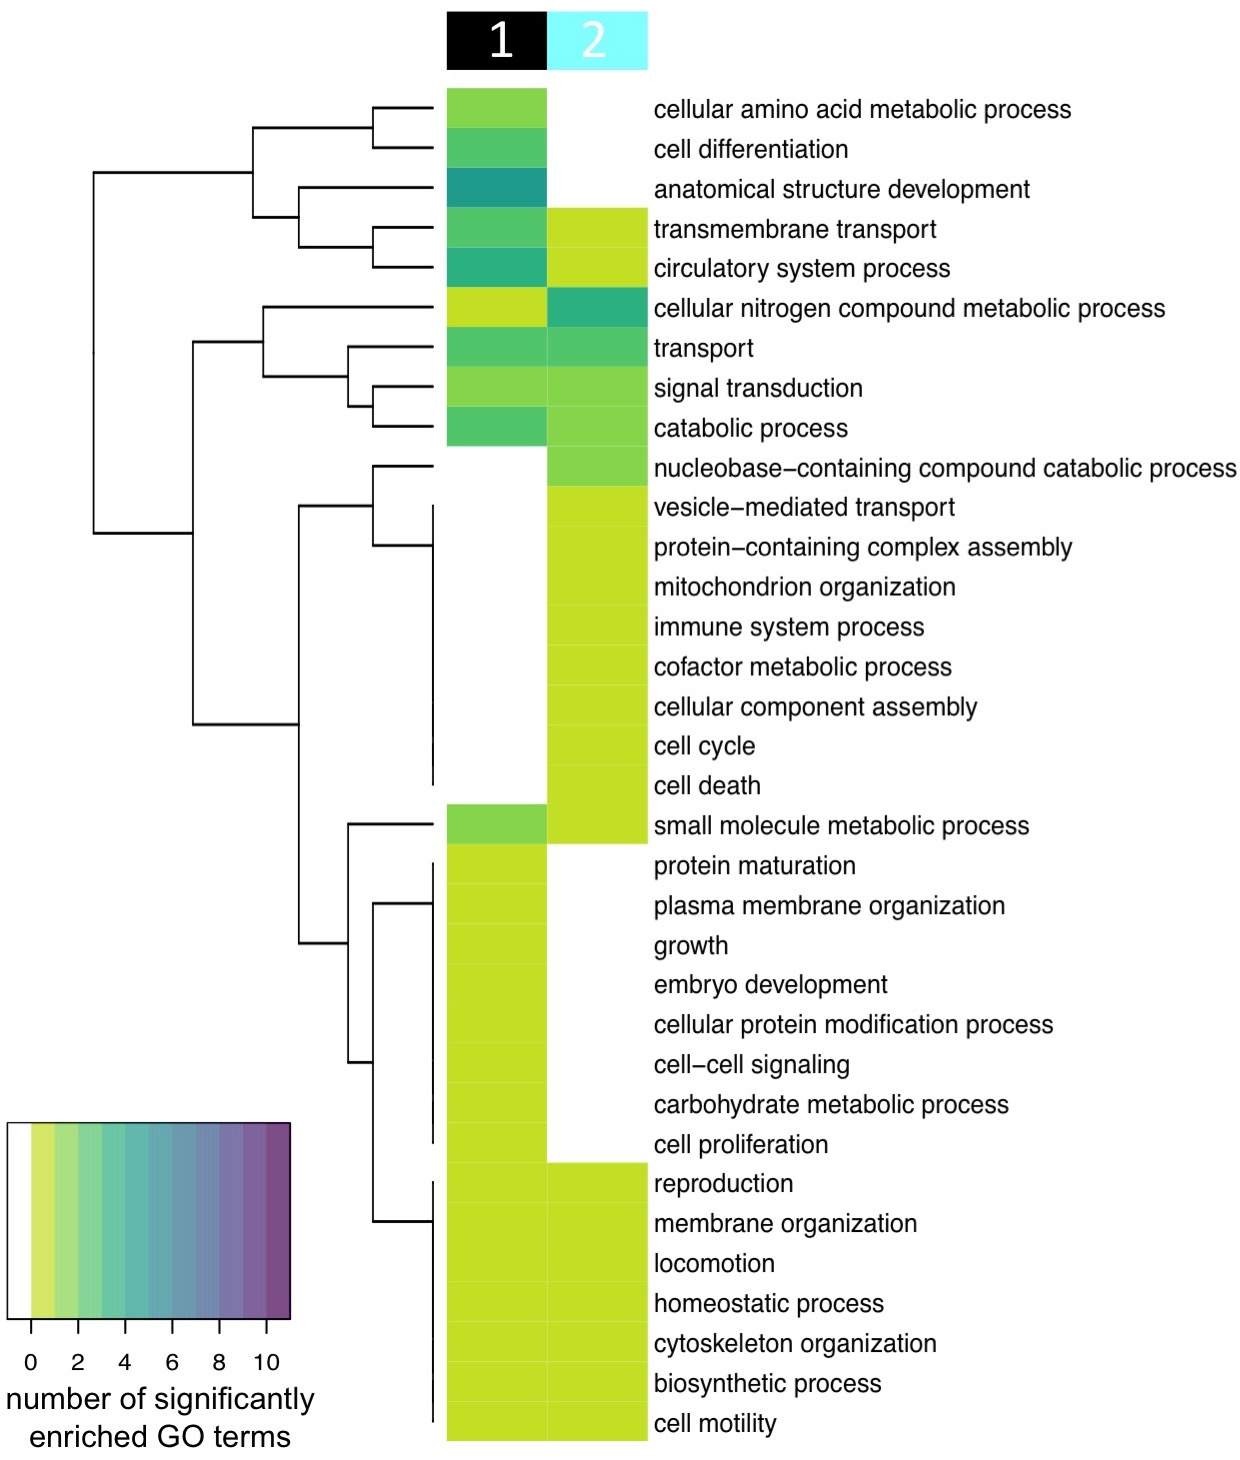 1 2
cellular amino acid metabolic process
cell differentiation
anatomical structure development
transmembrane transport
circulatory system process
cellular nitrogen compound metabolic process
transport
signal transduction
catabolic process
nucleobase−containing compound catabolic process
vesicle−mediated transport
protein−containing complex assembly
mitochondrion organization
immune system process
cofactor metabolic process
cellular component assembly
cell cycle
cell death
small molecule metabolic process
protein maturation
plasma membrane organization
growth
embryo development
cellular protein modification process
cell−cell signaling
carbohydrate metabolic process
cell proliferation
reproduction
membrane organization
locomotion
homeostatic process
cytoskeleton organization
biosynthetic process
cell motility
0 2 4 6 8 10
number of significantly
enriched GO terms